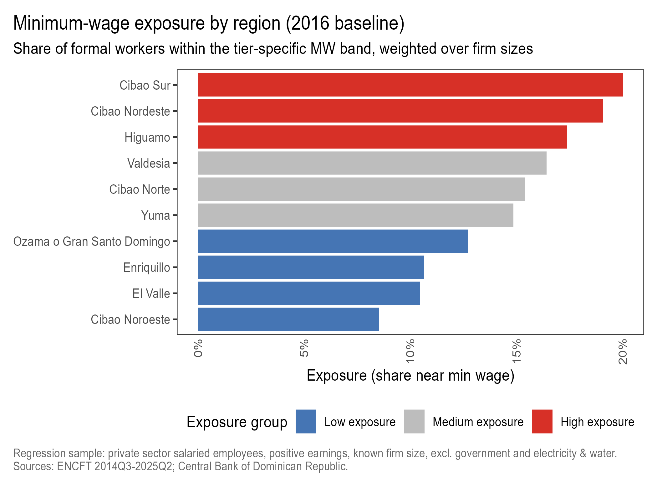 Minimum-wage exposure by region (2016 baseline)
Share of formal workers within the tier-specific MW band, weighted over firm sizes
Cibao Sur
Cibao Nordeste
Higuamo
Valdesia
Cibao Norte
Yuma
Ozama o Gran Santo Domingo
Enriquillo
El Valle
Cibao Noroeste
0% 5% 10% 15% 20%
Exposure (share near min wage)
Exposure group Low exposure Medium exposure High exposure
Regression sample: private sector salaried employees, positive earnings, known firm size, excl. government and electricity & water.
Sources: ENCFT 2014Q3-2025Q2; Central Bank of Dominican Republic.